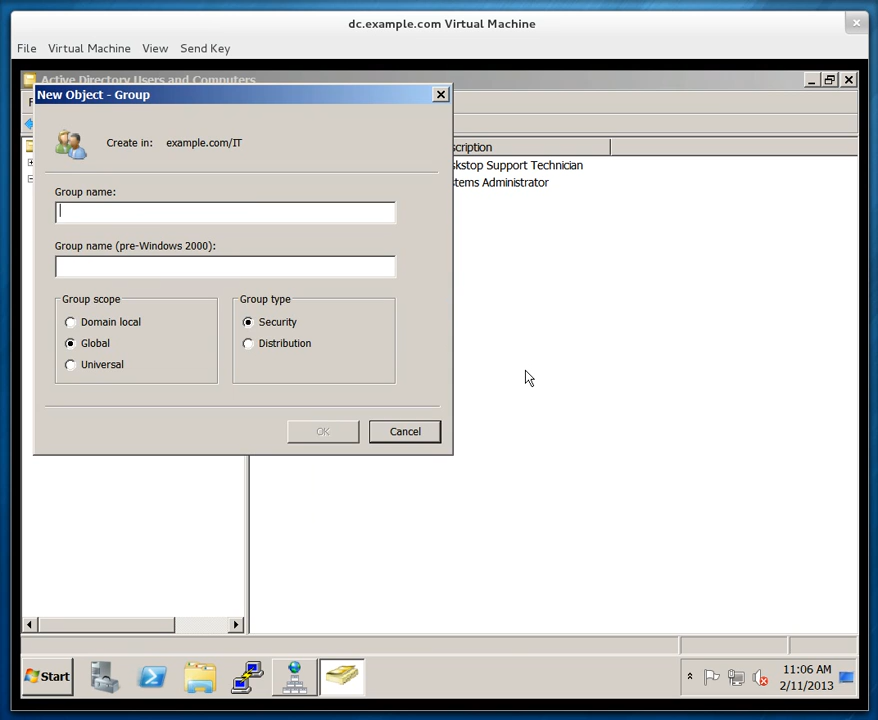 dc.example.com Virtual Machine
File Virtual Machine View Send Key
Active Directory Users and Computers
New Object - Group
Create in: example.com/IT
scription
skstop Support Technician
stems Administrator
Group name:
Group name (pre-Windows 2000):
Group scope
Group type
Domain local
Security
Global
Distribution
Universal
OK
Cancel
Start
11:06 AM
2/11/2013